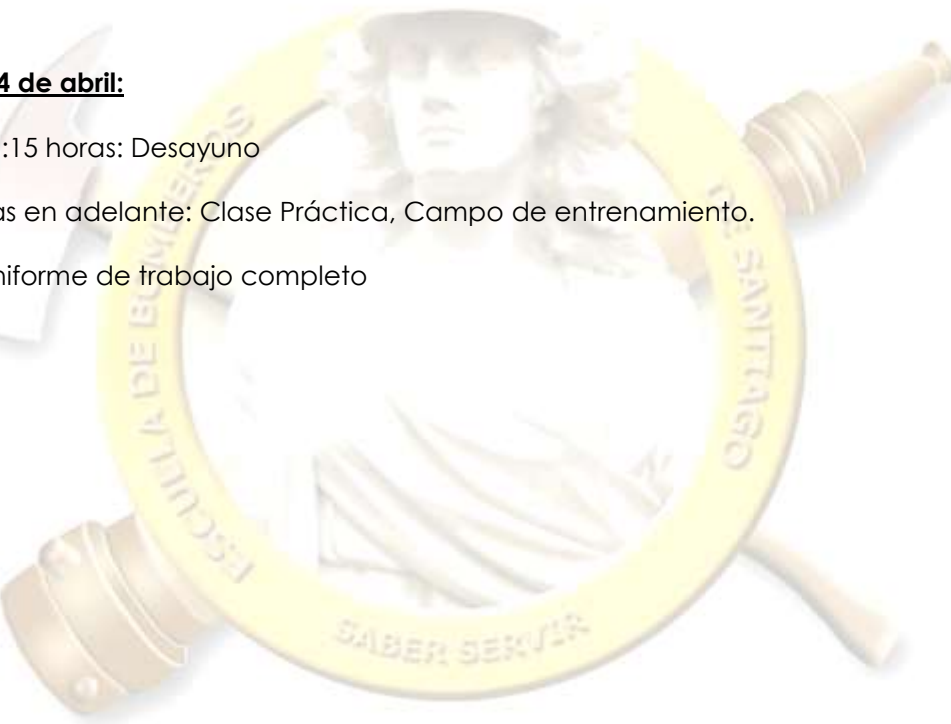 4 de abril:
:15 horas: Desayuno
as en adelante: Clase Práctica, Campo de entrenamiento.
niforme de trabajo completo
ESCUELA DE BOMBEROS
DE SANTIAGO
SABER SERVIR